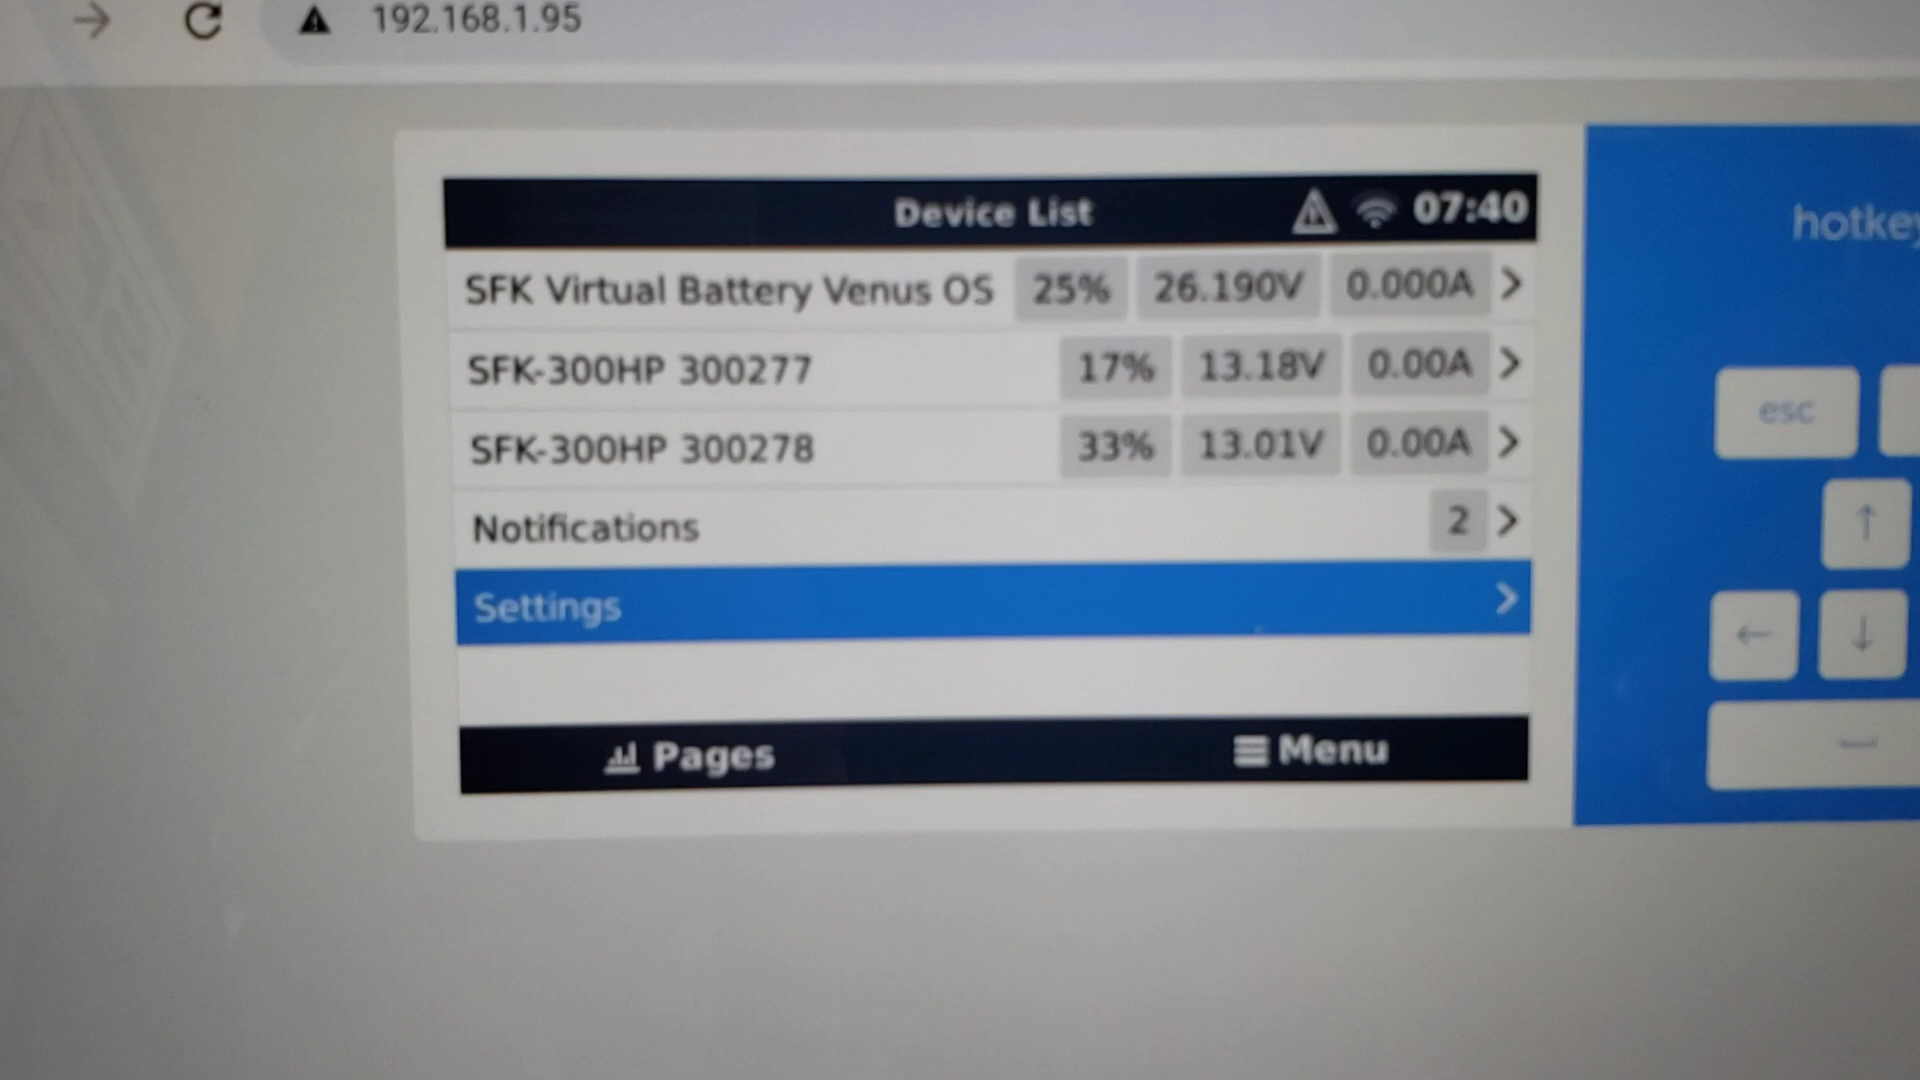 192.168.1.95
Device List 07:40
SFK Virtual Battery Venus OS 25% 26.190V 0.000A
SFK-300HP 300277 17% 13.18V 0.00A
SFK-300HP 300278 33% 13.01V 0.00A
Notifications 2
Settings
Pages Menu
esc